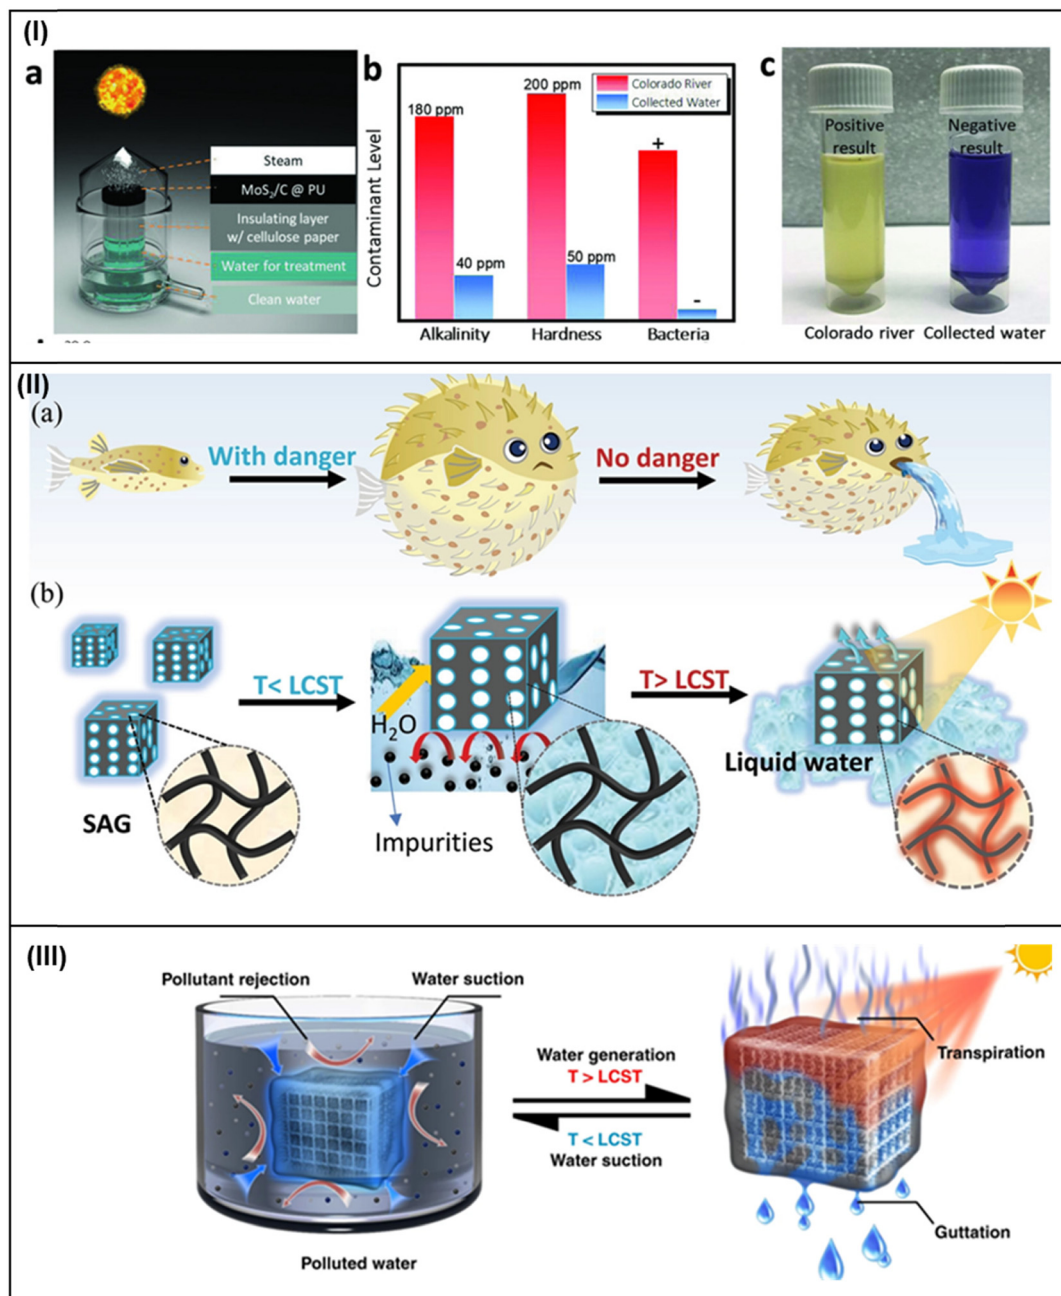 (I)
a
Steam
MoS₂/C @ PU
Insulating layer
w/ cellulose paper
Water for treatment
Clean water
b
Contaminant Level
Colorado River
Collected Water
180 ppm
40 ppm
200 ppm
50 ppm
+
-
Alkalinity
Hardness
Bacteria
c
Positive
result
Negative
result
Colorado river
Collected water
(II)
(a)
With danger
No danger
(b)
SAG
T< LCST
H₂O
Impurities
T> LCST
Liquid water
(III)
Pollutant rejection
Water suction
Polluted water
Water generation
T > LCST
T < LCST
Water suction
Transpiration
Guttation